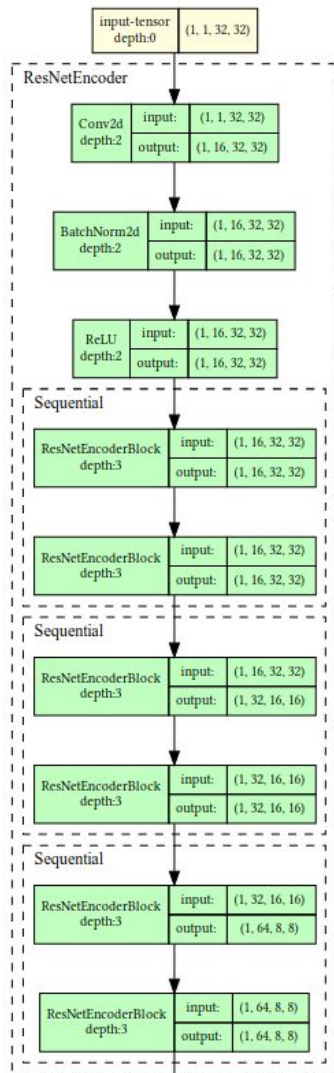 input-tensor
depth:0
(1, 1, 32, 32)
ResNetEncoder
Conv2d
depth:2
input:
(1, 1, 32, 32)
output:
(1, 16, 32, 32)
BatchNorm2d
depth:2
input:
(1, 16, 32, 32)
output:
(1, 16, 32, 32)
ReLU
depth:2
input:
(1, 16, 32, 32)
output:
(1, 16, 32, 32)
Sequential
ResNetEncoderBlock
depth:3
input:
(1, 16, 32, 32)
output:
(1, 16, 32, 32)
ResNetEncoderBlock
depth:3
input:
(1, 16, 32, 32)
output:
(1, 16, 32, 32)
Sequential
ResNetEncoderBlock
depth:3
input:
(1, 16, 32, 32)
output:
(1, 32, 16, 16)
ResNetEncoderBlock
depth:3
input:
(1, 32, 16, 16)
output:
(1, 32, 16, 16)
Sequential
ResNetEncoderBlock
depth:3
input:
(1, 32, 16, 16)
output:
(1, 64, 8, 8)
ResNetEncoderBlock
depth:3
input:
(1, 64, 8, 8)
output:
(1, 64, 8, 8)